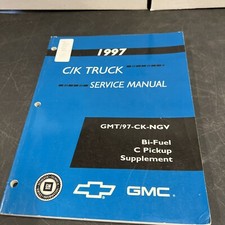 1997
C/K TRUCK
SERVICE MANUAL
GMT/97-CK-NGV
Bi-Fuel
C Pickup
Supplement
GMC